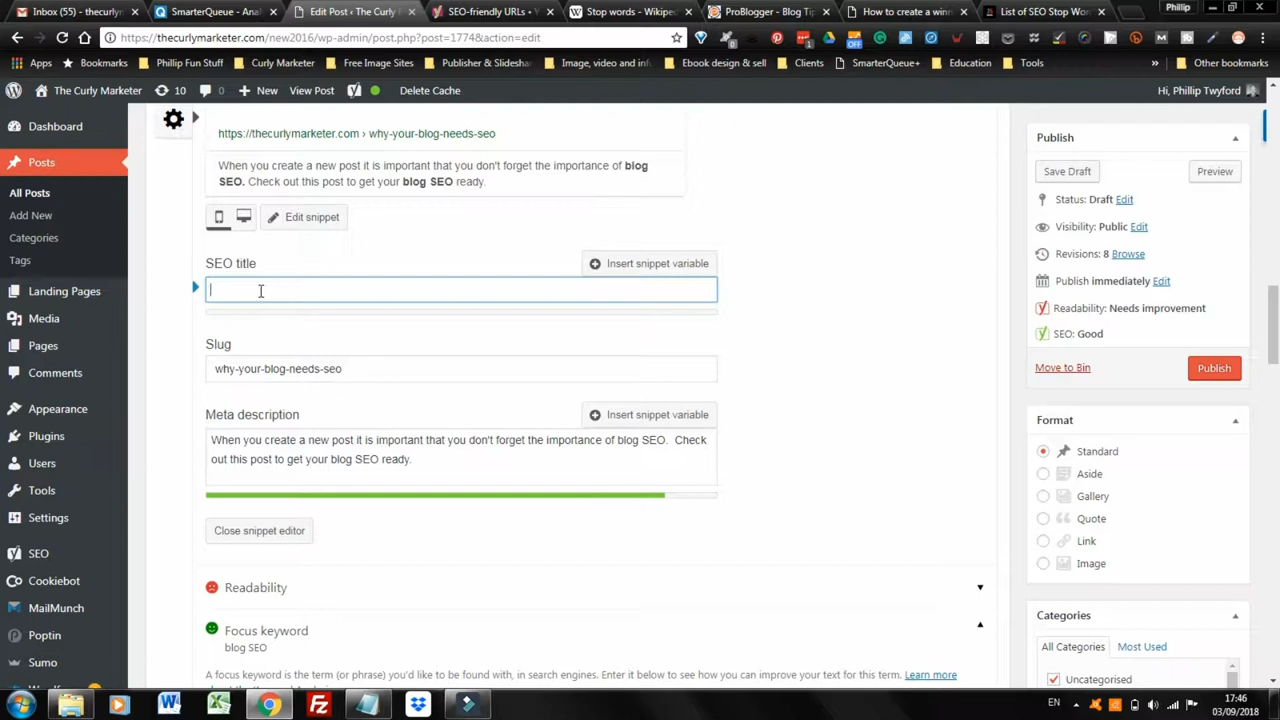 Inbox (55) - thecurlym
SmarterQueue - Anal
Edit Post ‹ The Curly
SEO-friendly URLs • Y
Stop words - Wikiped
ProBlogger - Blog Tip
How to create a winn
List of SEO Stop Wor
Phillip
https://thecurlymarketer.com/new2016/wp-admin/post.php?post=1774&action=edit
Apps
Bookmarks
Phillip Fun Stuff
Curly Marketer
Free Image Sites
Publisher & Slidesha
Image, video and inf
Ebook design & sell
Clients
SmarterQueue+
Education
Tools
»
Other bookmarks
The Curly Marketer
10
0
New
View Post
Delete Cache
Hi, Phillip Twyford
Dashboard
Posts
All Posts
Add New
Categories
Tags
Landing Pages
Media
Pages
Comments
Appearance
Plugins
Users
Tools
Settings
SEO
Cookiebot
MailMunch
Poptin
Sumo
https://thecurlymarketer.com › why-your-blog-needs-seo
When you create a new post it is important that you don't forget the importance of blog
SEO. Check out this post to get your blog SEO ready.
Edit snippet
SEO title
Insert snippet variable
Slug
why-your-blog-needs-seo
Meta description
Insert snippet variable
When you create a new post it is important that you don't forget the importance of blog SEO. Check
out this post to get your blog SEO ready.
Close snippet editor
Readability
Focus keyword
blog SEO
A focus keyword is the term (or phrase) you'd like to be found with, in search engines. Enter it below to see how you can improve your text for this term. Learn more
Publish
Save Draft
Preview
Status: Draft Edit
Visibility: Public Edit
Revisions: 8 Browse
Publish immediately Edit
Readability: Needs improvement
SEO: Good
Move to Bin
Publish
Format
Standard
Aside
Gallery
Quote
Link
Image
Categories
All Categories
Most Used
Uncategorised
17:46
03/09/2018